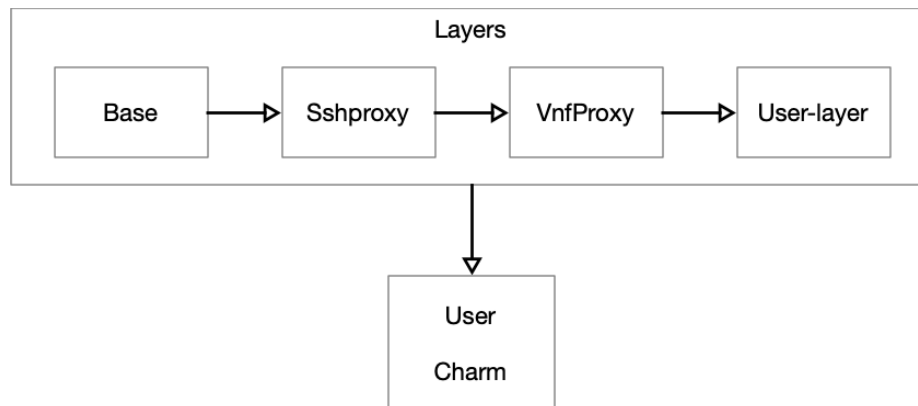 Layers
Base
Sshproxy
VnfProxy
User-layer
User
Charm